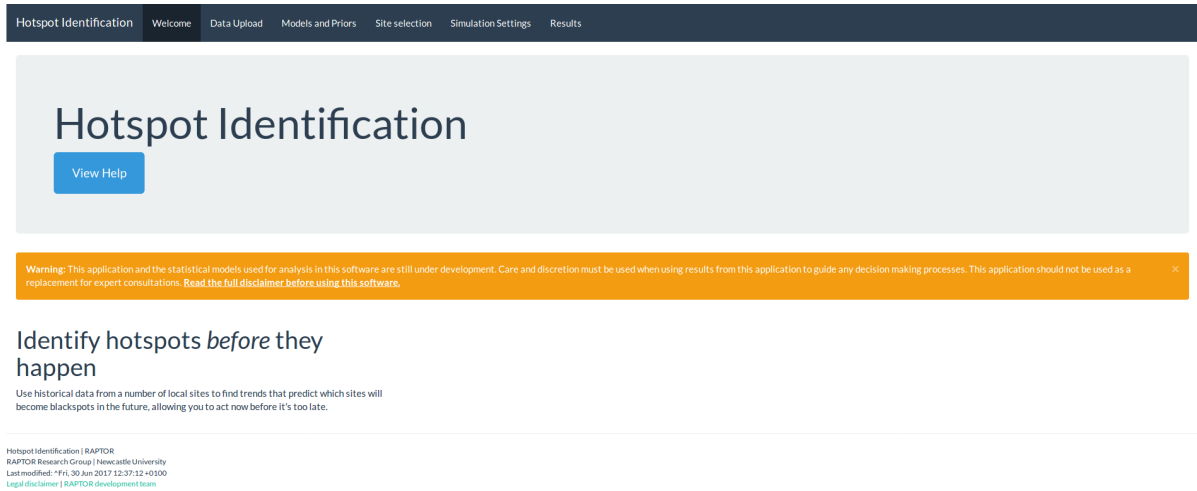 Hotspot Identification Welcome Data Upload Models and Priors Site selection Simulation Settings Results
Hotspot Identification
View Help
Warning: This application and the statistical models used for analysis in this software are still under development. Care and discretion must be used when using results from this application to guide any decision making processes. This application should not be used as a ×
replacement for expert consultations. Read the full disclaimer before using this software.
Identify hotspots before they
happen
Use historical data from a number of local sites to find trends that predict which sites will
become blackspots in the future, allowing you to act now before it's too late.
Hotspot Identification | RAPTOR
RAPTOR Research Group | Newcastle University
Last modified: ^Fri, 30 Jun 2017 12:37:12 +0100
Legal disclaimer | RAPTOR development team